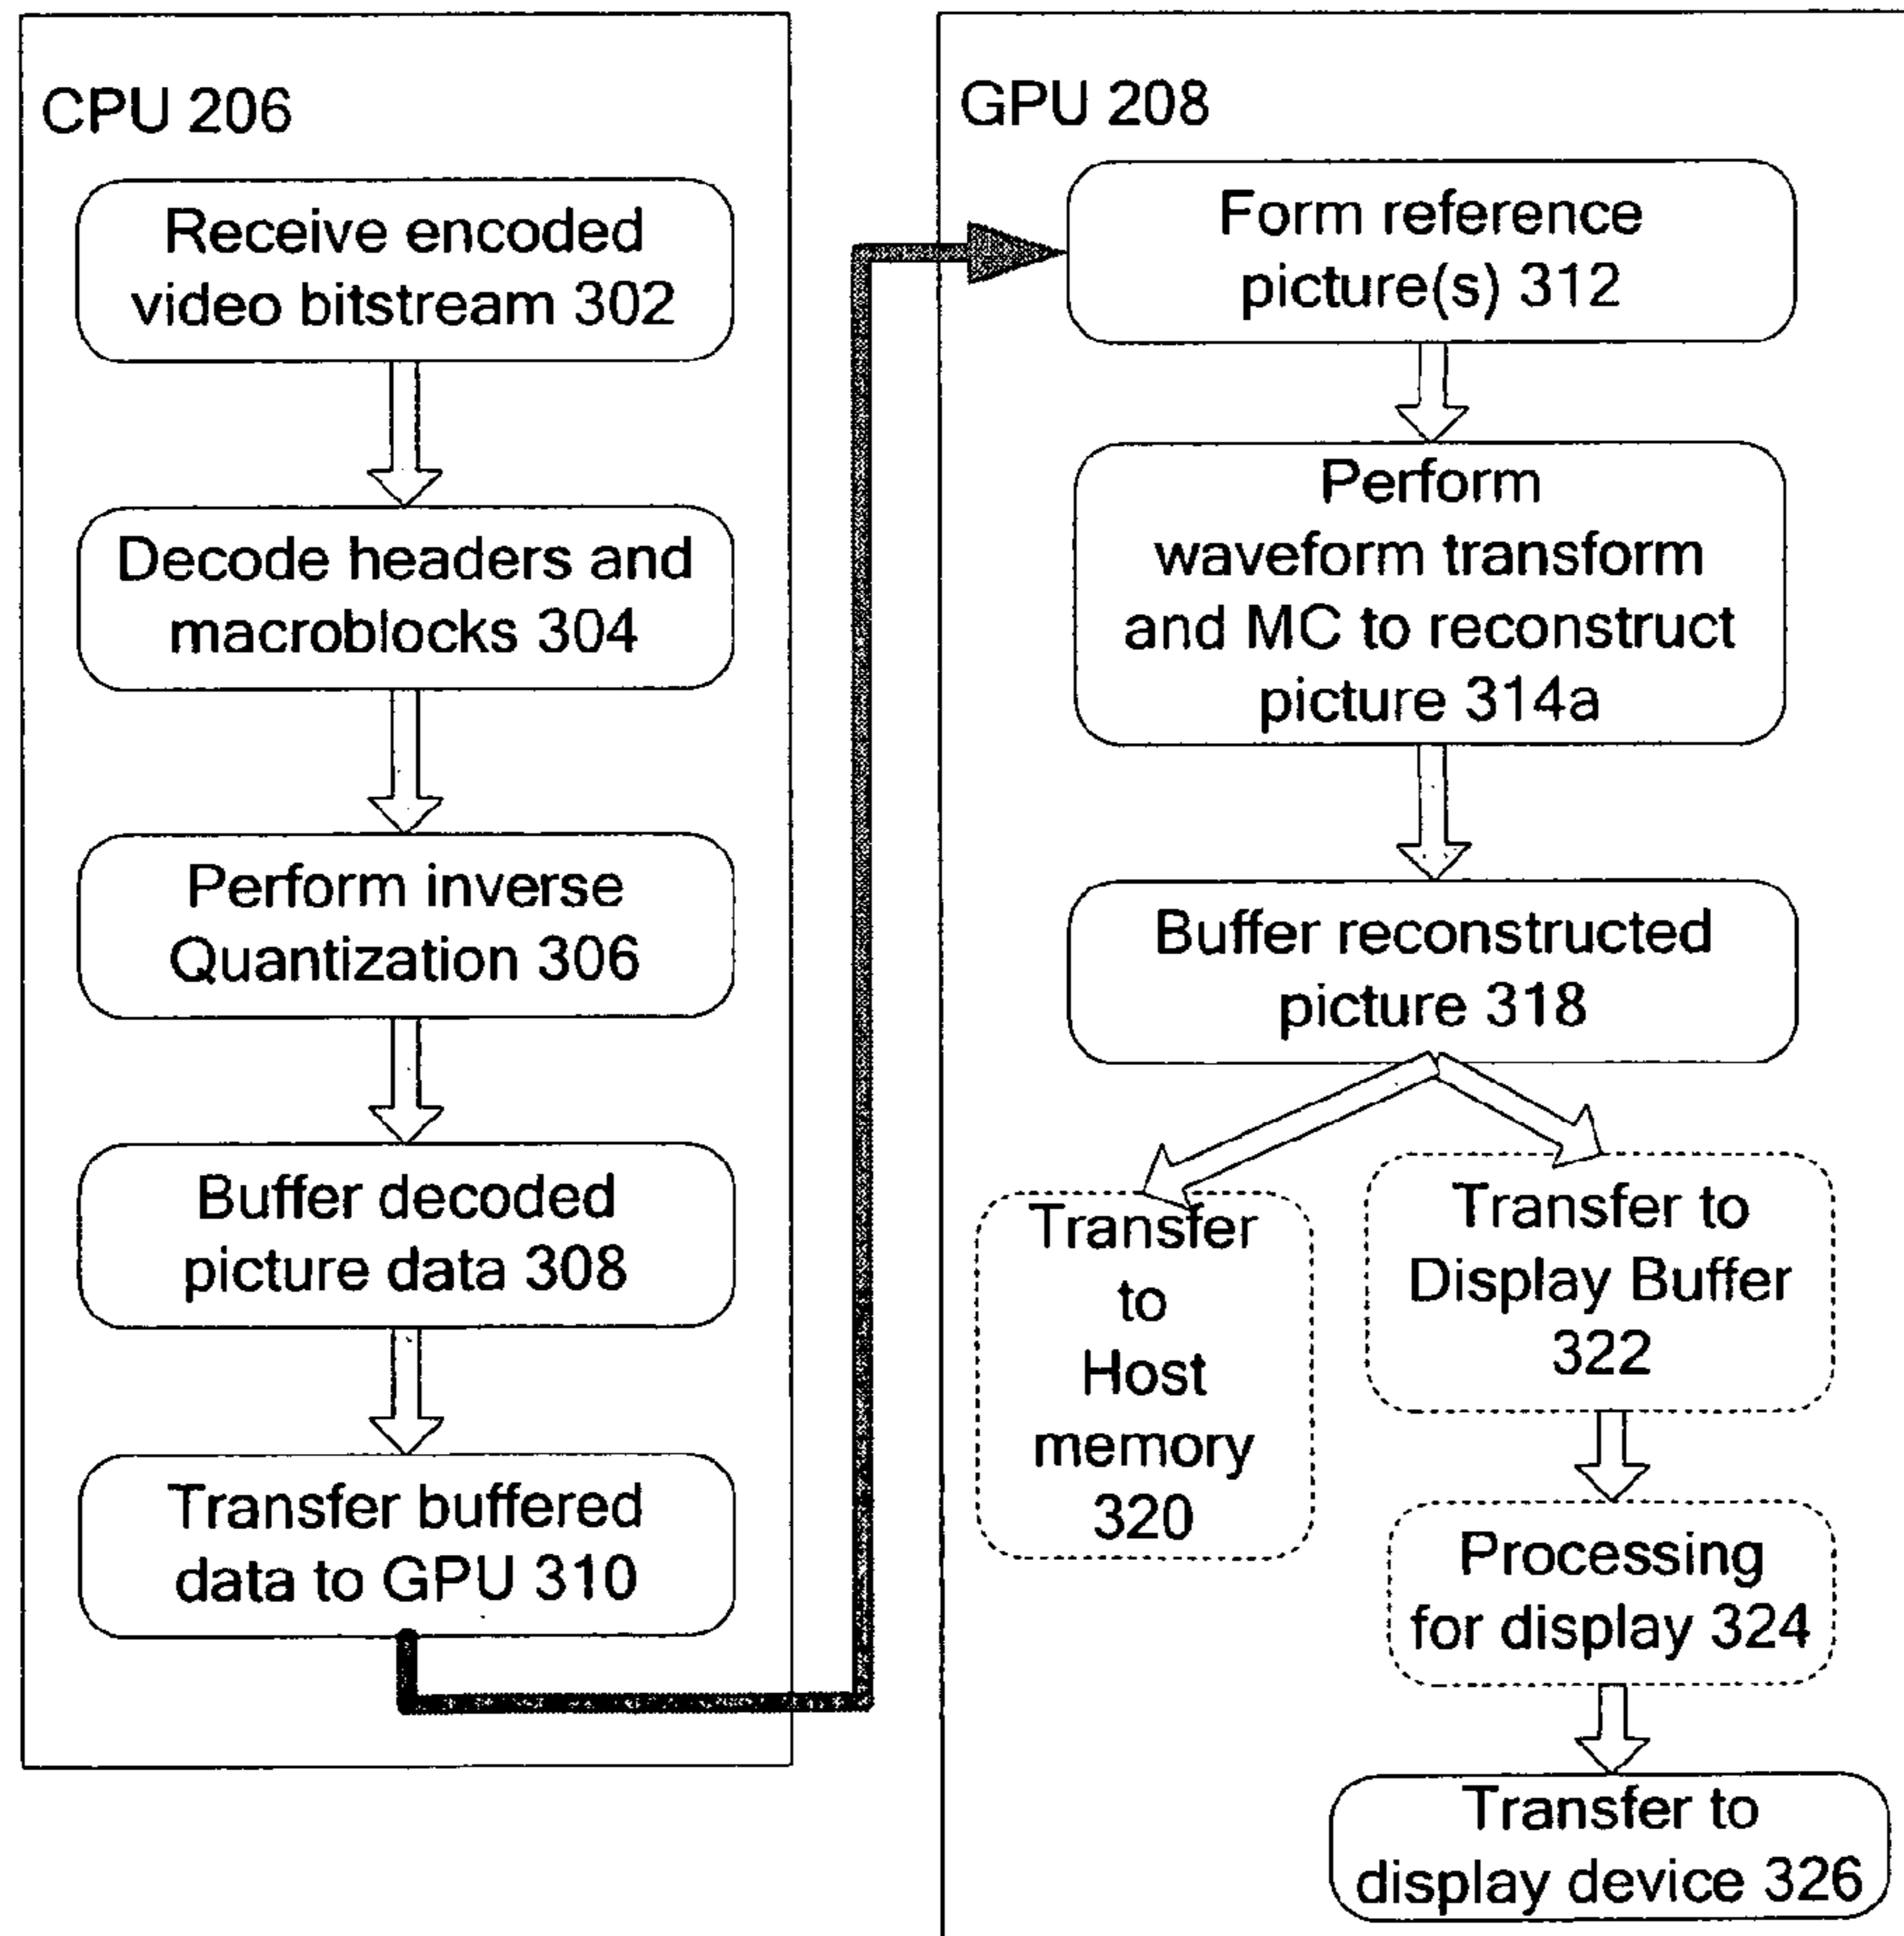 CPU 206
Receive encoded
video bitstream 302
Decode headers and
macroblocks 304
Perform inverse
Quantization 306
Buffer decoded
picture data 308
Transfer buffered
data to GPU 310
GPU 208
Form reference
picture(s) 312
Perform
waveform transform
and MC to reconstruct
picture 314a
Buffer reconstructed
picture 318
Transfer
to
Host
memory
320
Transfer to
Display Buffer
322
Processing
for display 324
Transfer to
display device 326